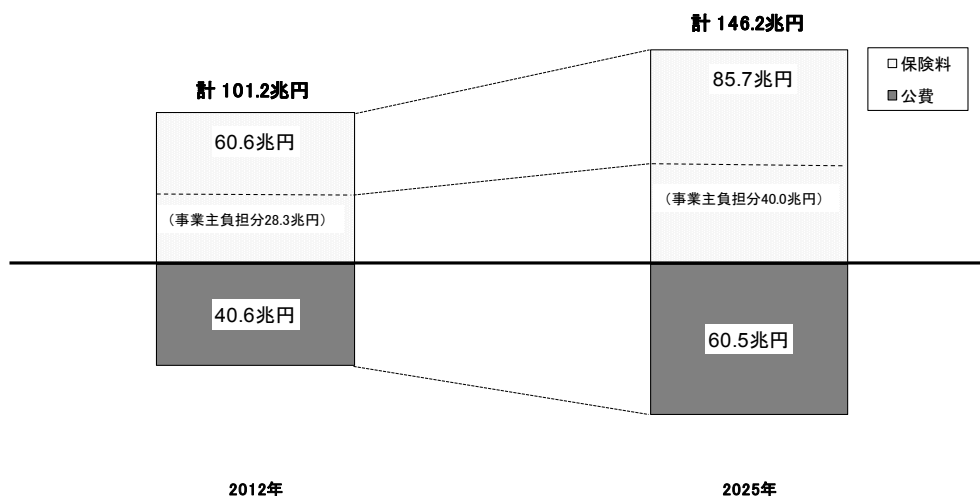 計 146.2兆円
保険料
公費
85.7兆円
計 101.2兆円
60.6兆円
（事業主負担分40.0兆円）
（事業主負担分28.3兆円）
40.6兆円
60.5兆円
2012年
2025年